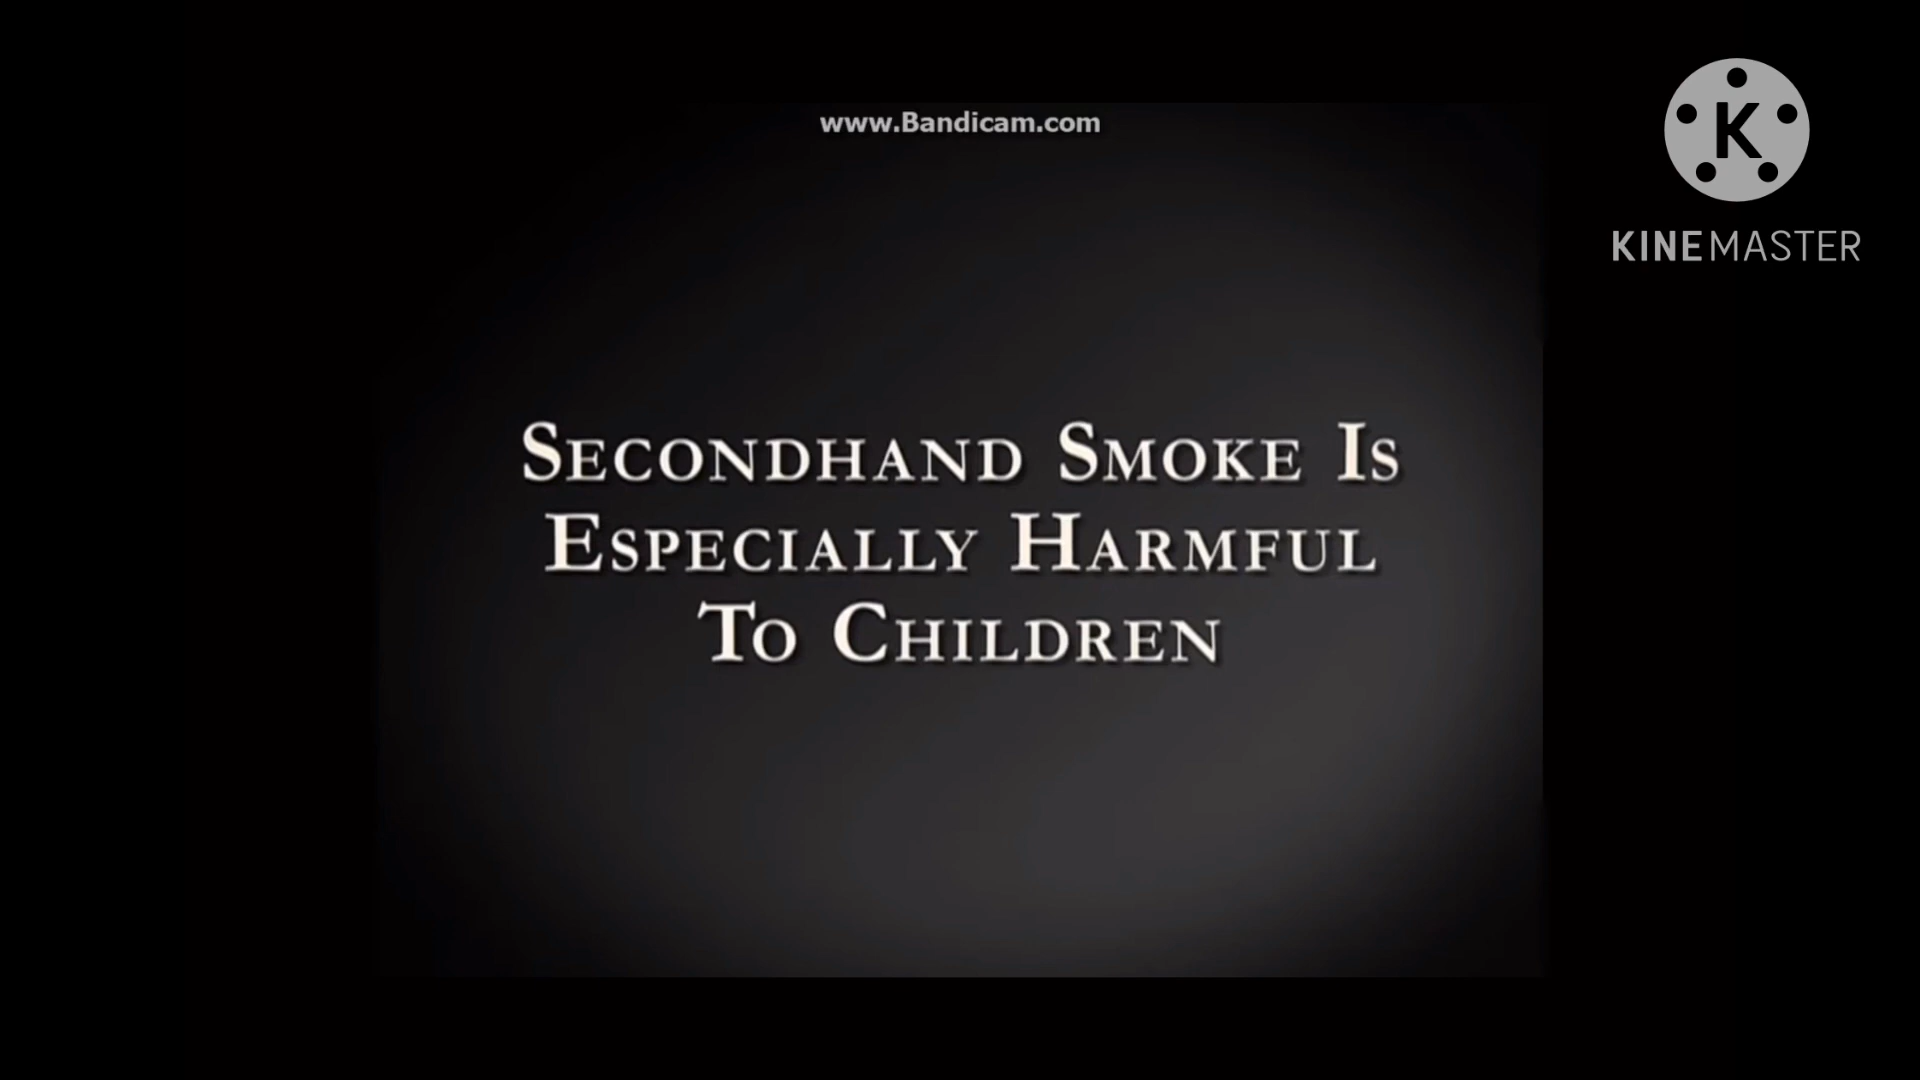 www.Bandicam.com
K
KINEMASTER
SECONDHAND SMOKE IS
ESPECIALLY HARMFUL
TO CHILDREN